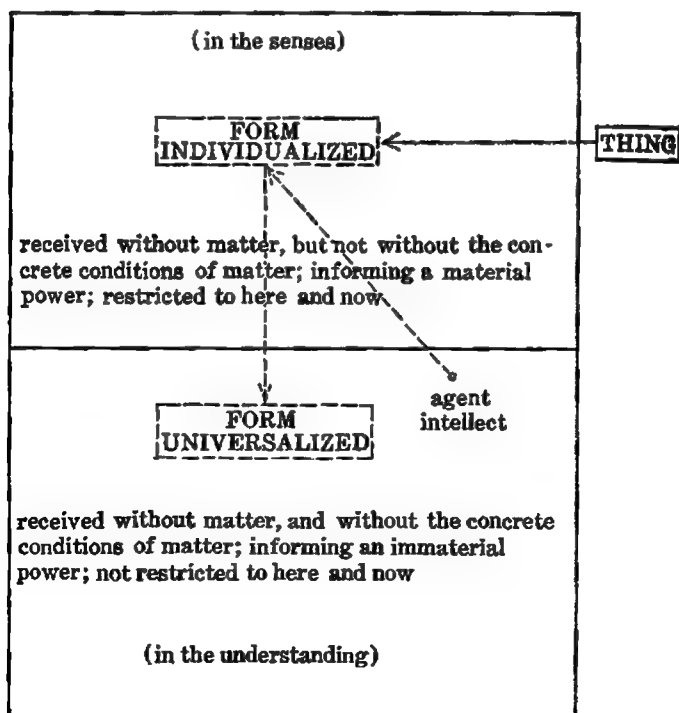 (in the senses)
FORM
INDIVIDUALIZED
THING
received without matter, but not without the con-
crete conditions of matter; informing a material
power; restricted to here and now
agent
intellect
FORM
UNIVERSALIZED
received without matter, and without the concrete
conditions of matter; informing an immaterial
power; not restricted to here and now
(in the understanding)